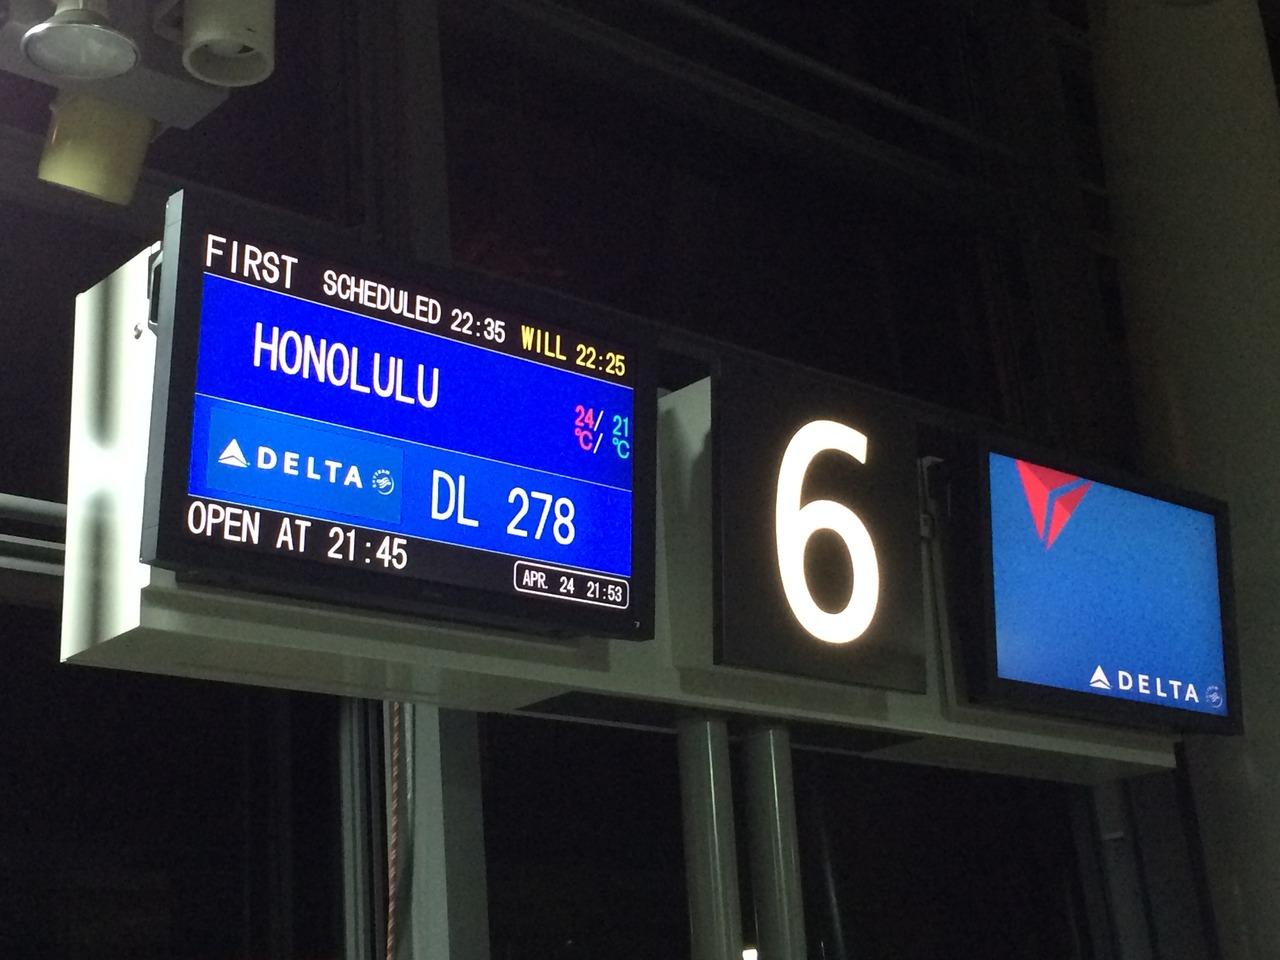 FIRST SCHEDULED 22:35 WILL 22:25
HONOLULU
24/ 21
℃/ ℃
DELTA DL 278
OPEN AT 21:45
APR. 24 21:53
6
DELTA